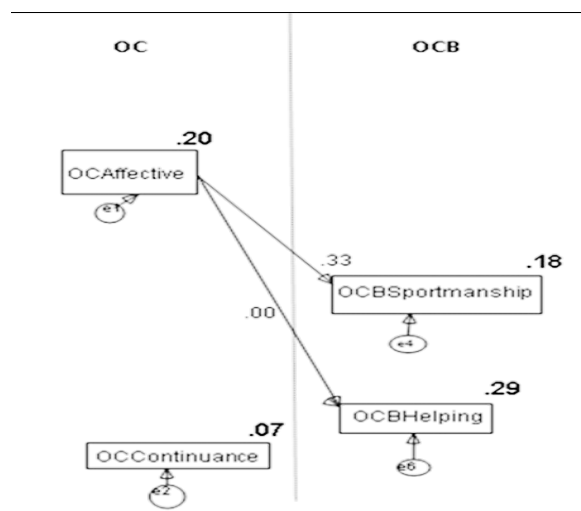 OC
OCB
.20
OCAffective
e1
.33
.18
OCBSportmanship
.00
e4
.29
OCBHelping
.07
OCContinuance
e6
e2